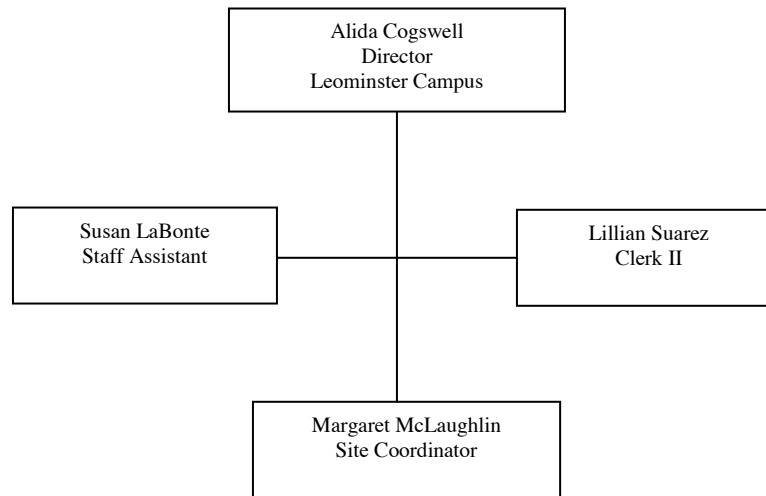 Alida Cogswell
Director
Leominster Campus
Susan LaBonte
Staff Assistant
Lillian Suarez
Clerk II
Margaret McLaughlin
Site Coordinator